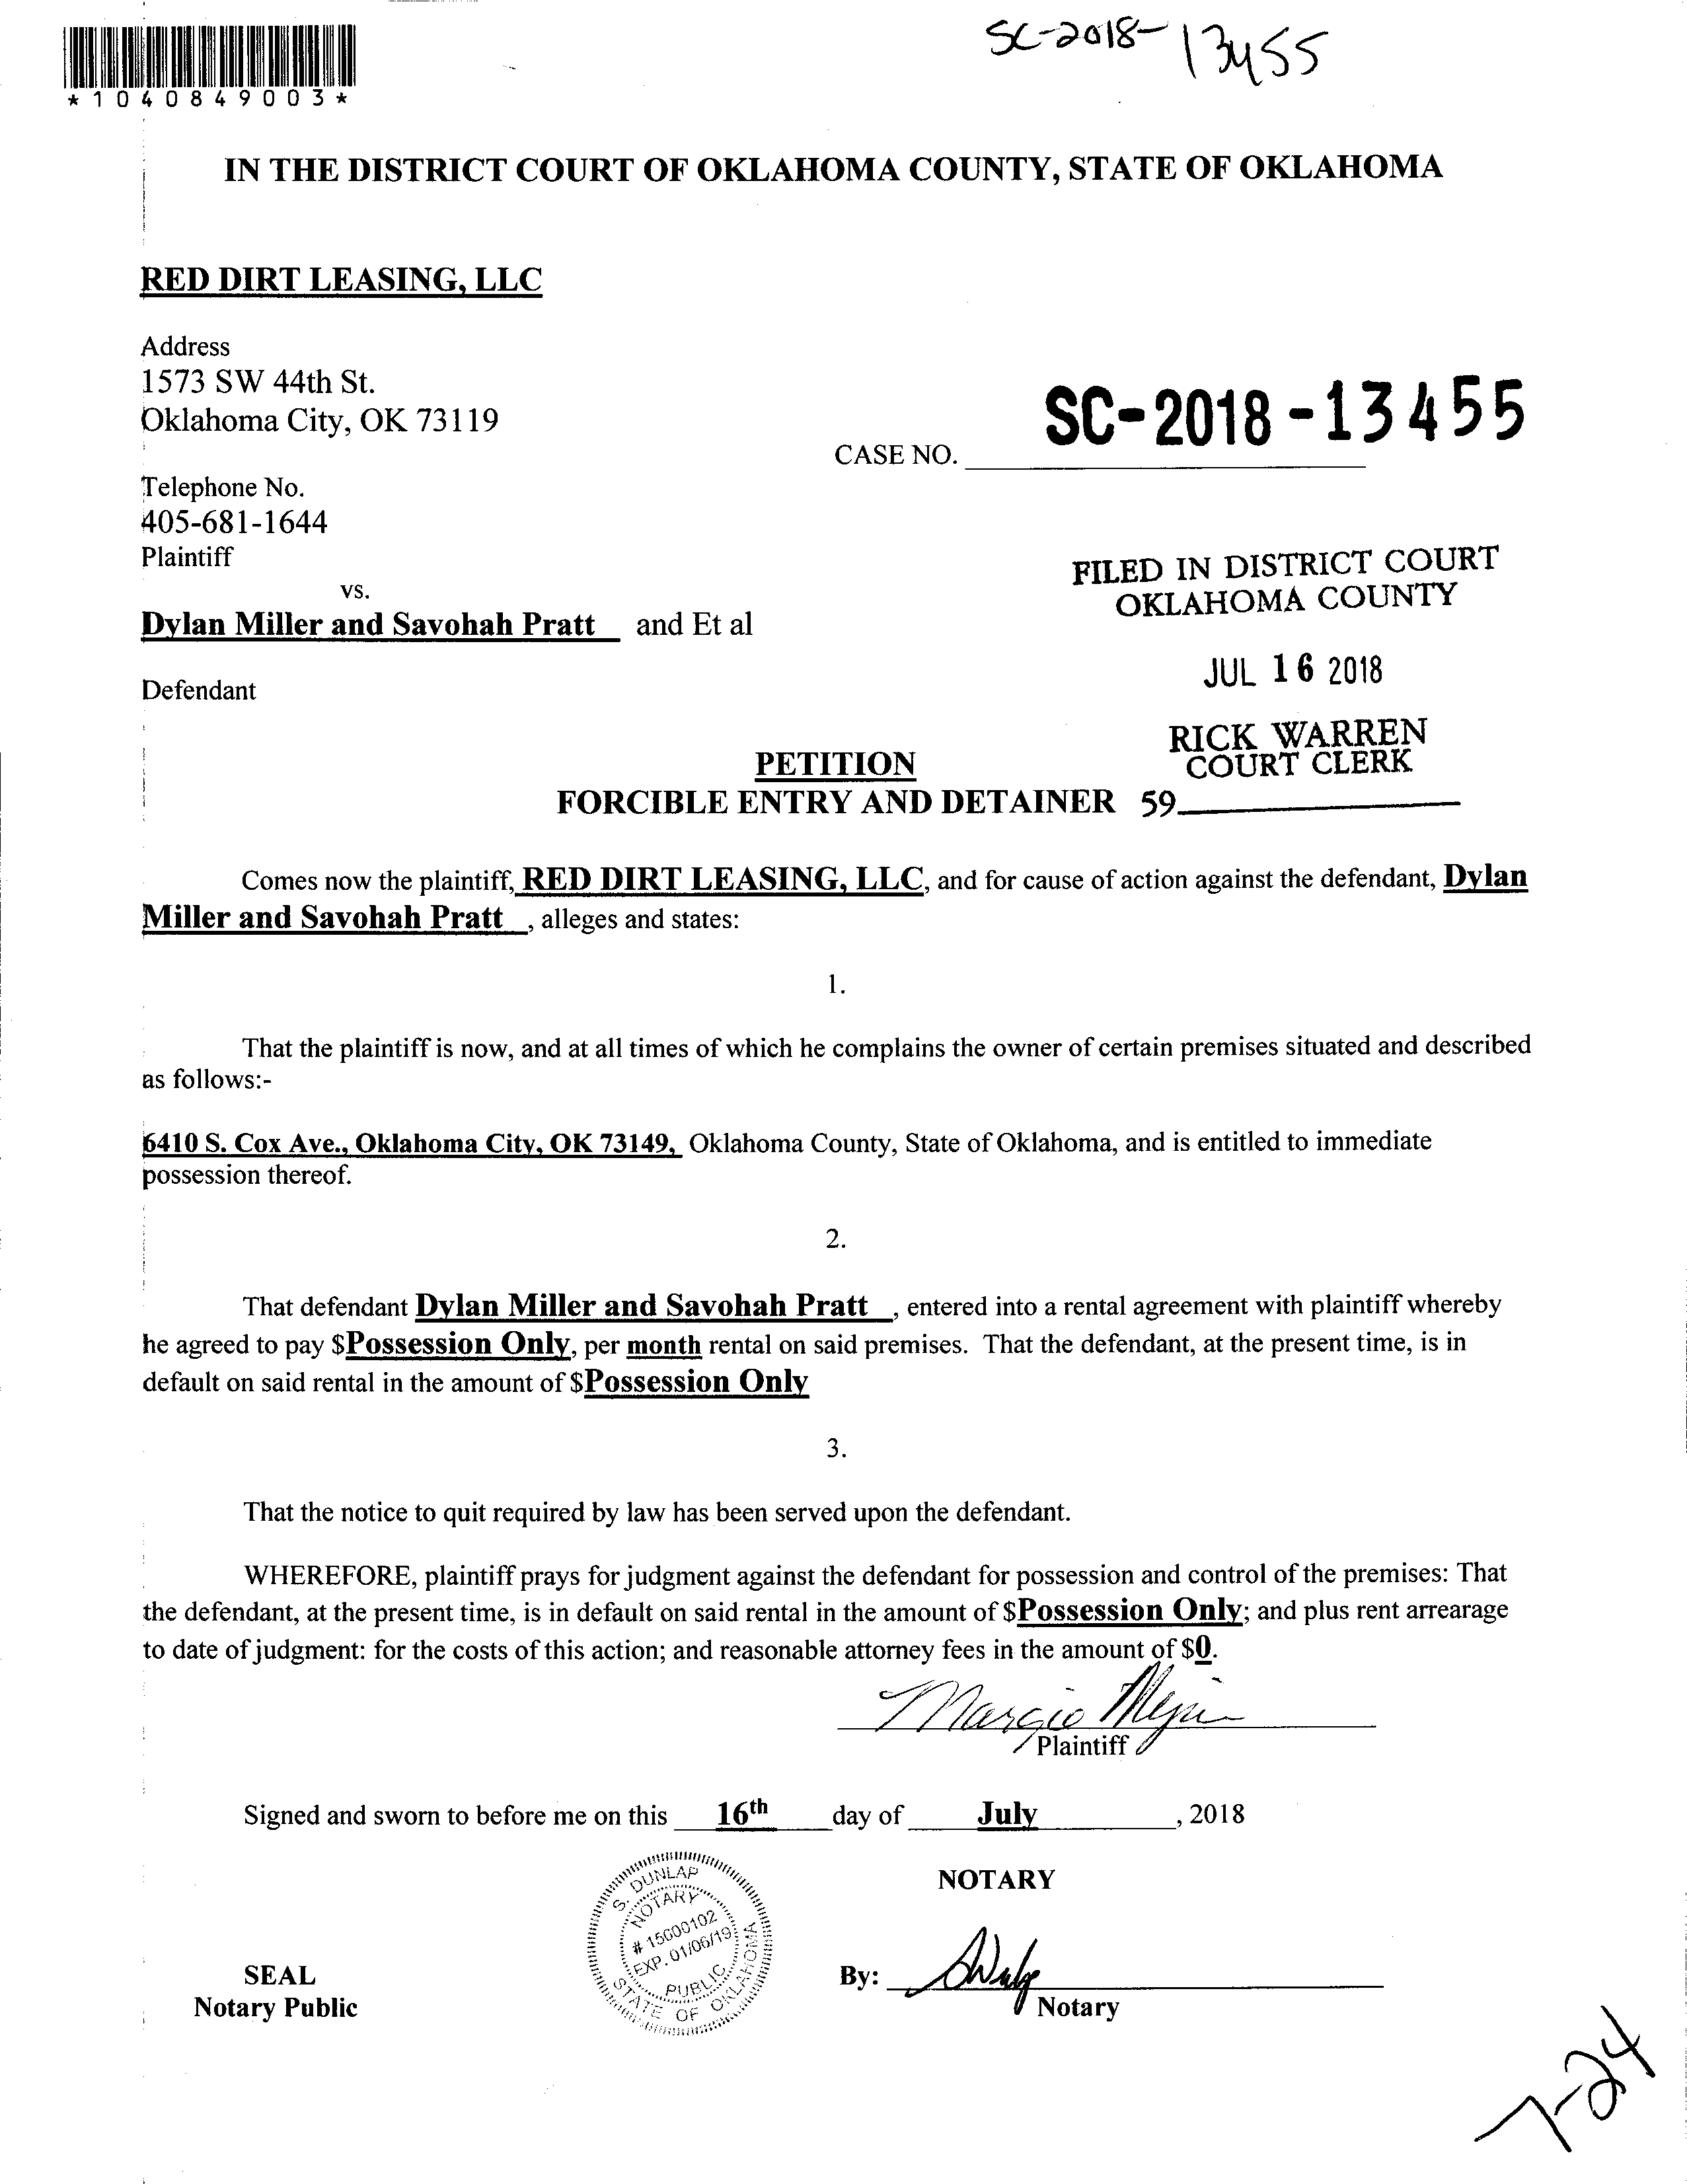 SC-2018-13455
*1040849003*
IN THE DISTRICT COURT OF OKLAHOMA COUNTY, STATE OF OKLAHOMA
RED DIRT LEASING, LLC
Address
1573 SW 44th St.
Oklahoma City, OK 73119
CASE NO. SC-2018-13455
Telephone No.
405-681-1644
Plaintiff
vs.
Dylan Miller and Savohah Pratt and Et al
Defendant
FILED IN DISTRICT COURT
OKLAHOMA COUNTY
JUL 16 2018
RICK WARREN
COURT CLERK
59
PETITION
FORCIBLE ENTRY AND DETAINER
Comes now the plaintiff, RED DIRT LEASING, LLC, and for cause of action against the defendant, Dylan
Miller and Savohah Pratt , alleges and states:
1.
That the plaintiff is now, and at all times of which he complains the owner of certain premises situated and described
as follows:-
6410 S. Cox Ave., Oklahoma City, OK 73149, Oklahoma County, State of Oklahoma, and is entitled to immediate
possession thereof.
2.
That defendant Dylan Miller and Savohah Pratt , entered into a rental agreement with plaintiff whereby
he agreed to pay $Possession Only, per month rental on said premises. That the defendant, at the present time, is in
default on said rental in the amount of $Possession Only
3.
That the notice to quit required by law has been served upon the defendant.
WHEREFORE, plaintiff prays for judgment against the defendant for possession and control of the premises: That
the defendant, at the present time, is in default on said rental in the amount of $Possession Only; and plus rent arrearage
to date of judgment: for the costs of this action; and reasonable attorney fees in the amount of $0.
Plaintiff
Signed and sworn to before me on this 16th day of July , 2018
S. DUNLAP
NOTARY
# 15000102
EXP. 01/06/19
PUBLIC
STATE OF OKLAHOMA
NOTARY
SEAL
Notary Public
By:
Notary
7-24